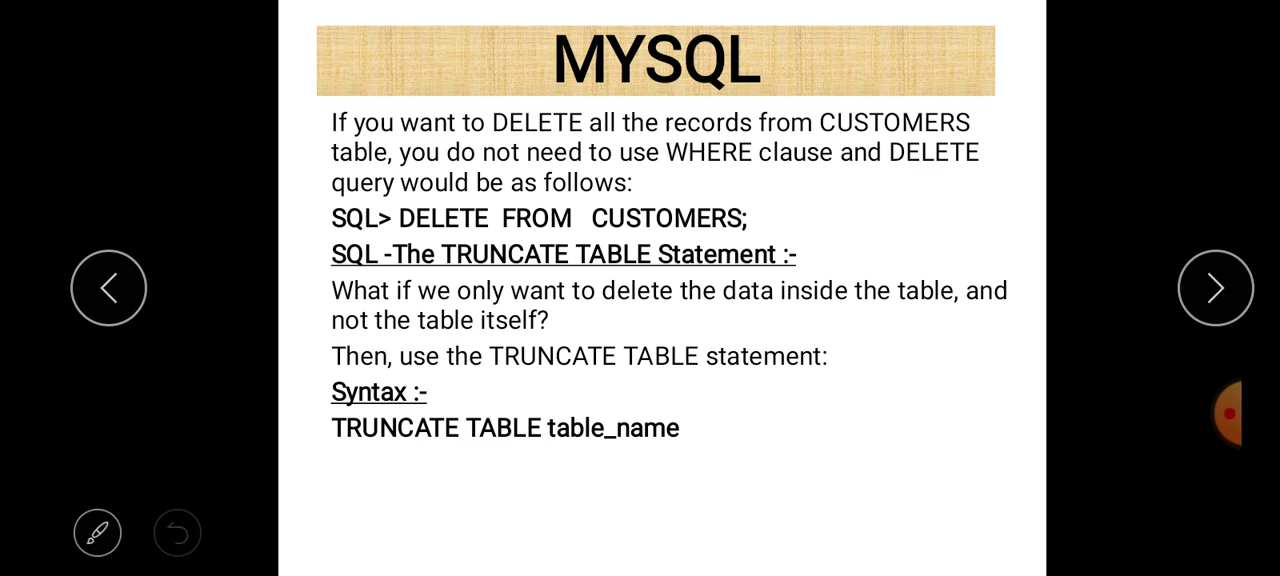 MYSQL
If you want to DELETE all the records from CUSTOMERS
table, you do not need to use WHERE clause and DELETE
query would be as follows:
SQL> DELETE  FROM   CUSTOMERS;
SQL -The TRUNCATE TABLE Statement :-
What if we only want to delete the data inside the table, and
not the table itself?
Then, use the TRUNCATE TABLE statement:
Syntax :-
TRUNCATE TABLE table_name